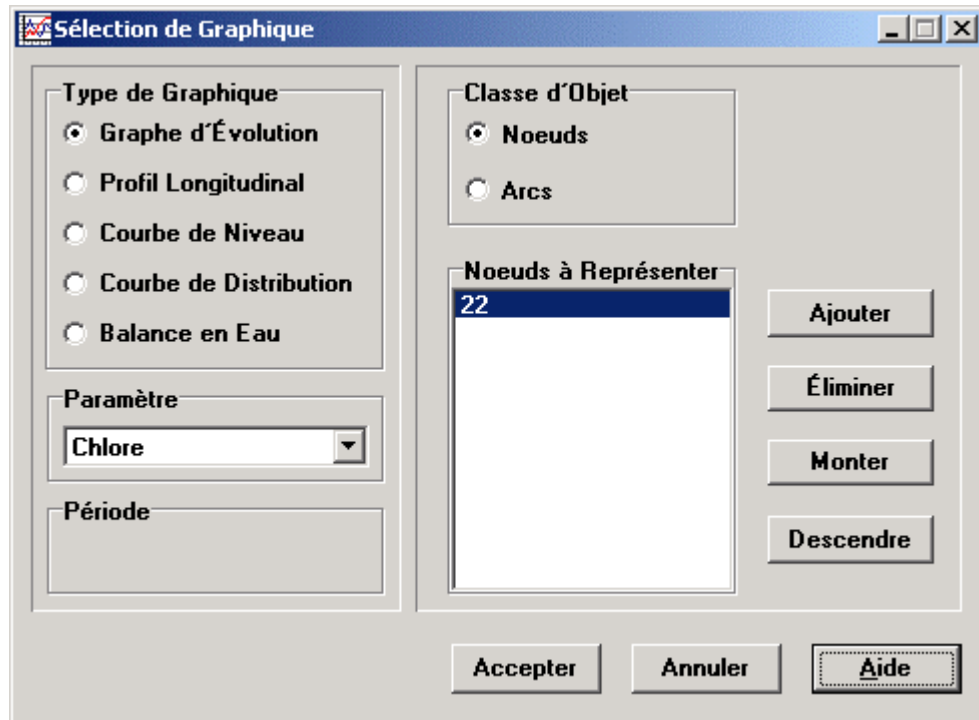 Sélection de Graphique
Type de Graphique
Graphe d´Évolution
Profil Longitudinal
Courbe de Niveau
Courbe de Distribution
Balance en Eau
Paramètre
Chlore
Période
Classe d´Objet
Noeuds
Arcs
Noeuds à Représenter
22
Ajouter
Éliminer
Monter
Descendre
Accepter
Annuler
Aide